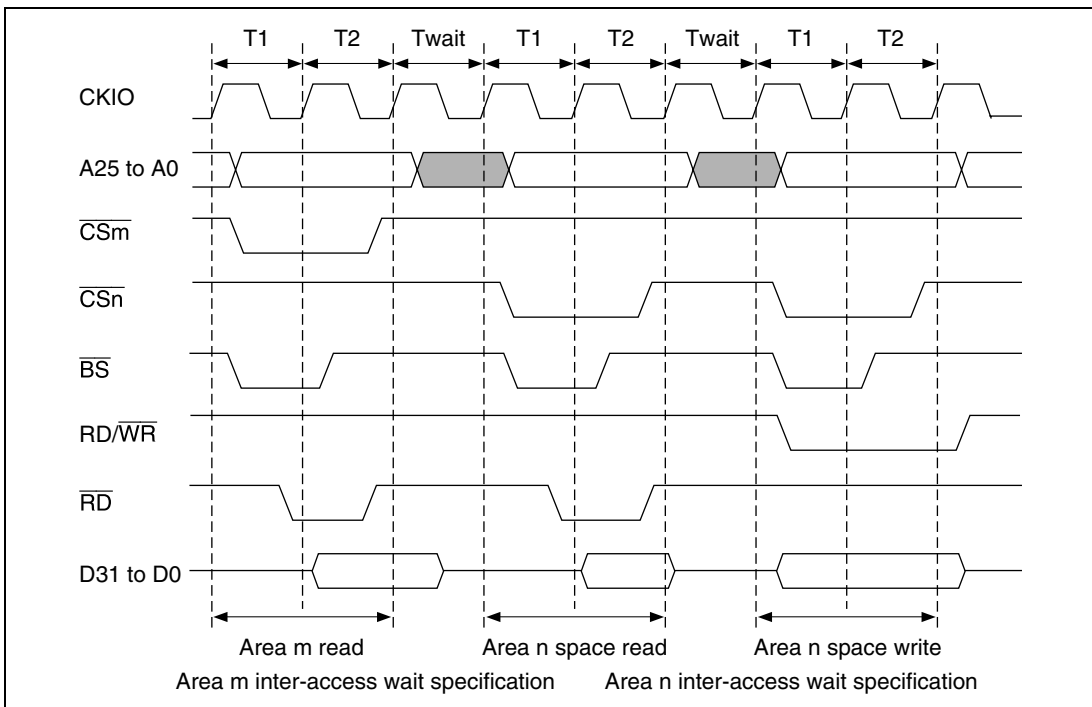 T1 T2 Twait T1 T2 Twait T1 T2
CKIO
A25 to A0
CSm
CSn
BS
RD/WR
RD
D31 to D0
Area m read Area n space read Area n space write
Area m inter-access wait specification Area n inter-access wait specification